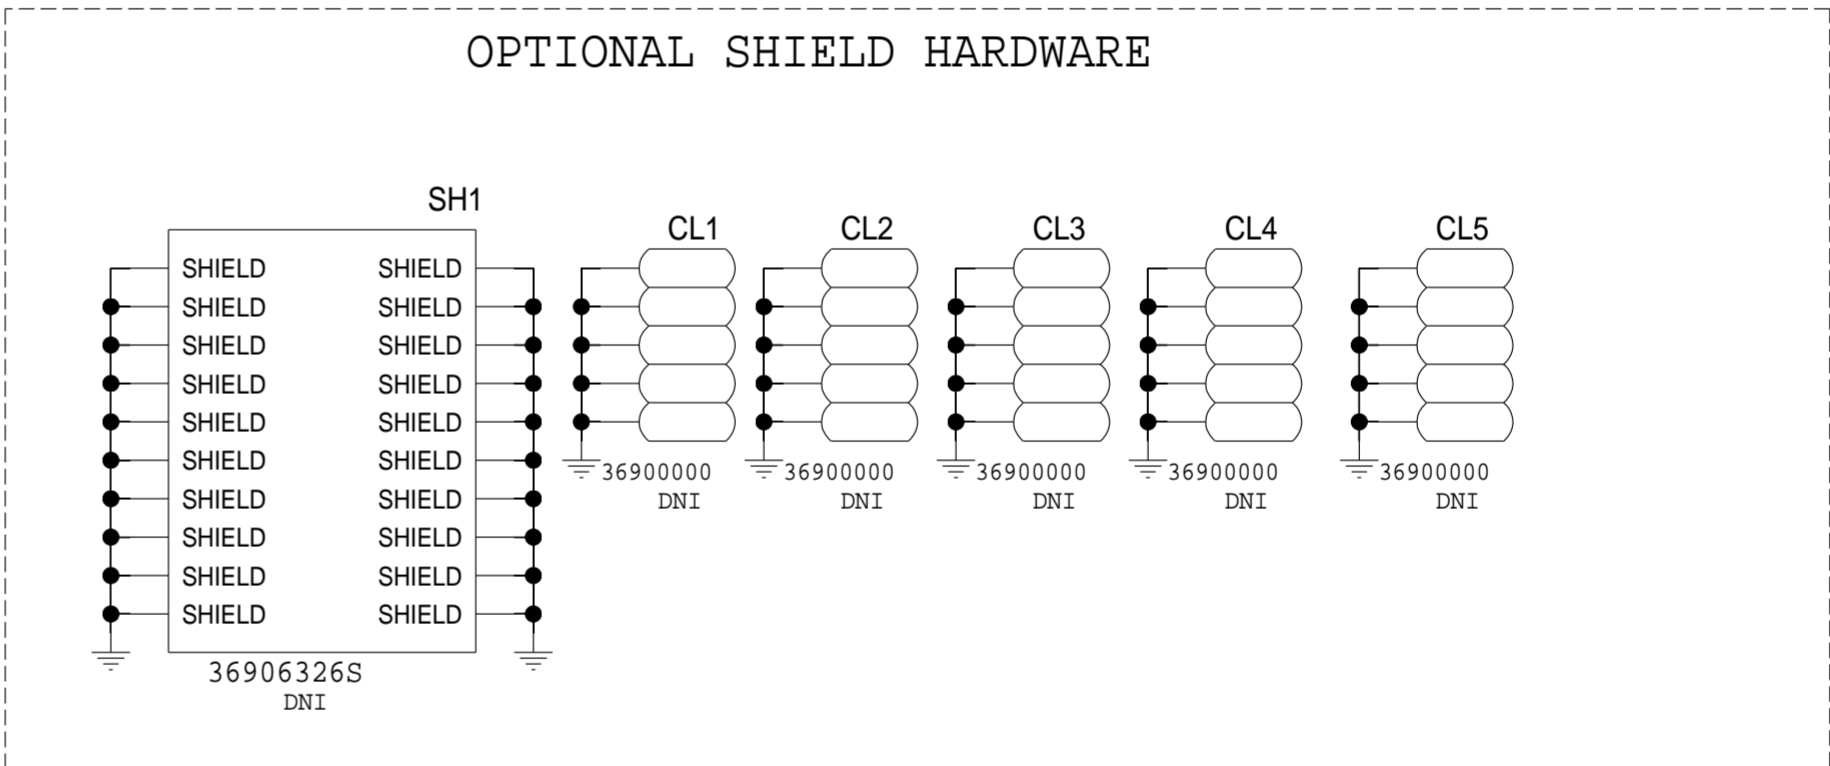 OPTIONAL SHIELD HARDWARE
SH1
SHIELD SHIELD
SHIELD SHIELD
SHIELD SHIELD
SHIELD SHIELD
SHIELD SHIELD
SHIELD SHIELD
SHIELD SHIELD
SHIELD SHIELD
SHIELD SHIELD
SHIELD SHIELD
36906326S
DNI
CL1 CL2 CL3 CL4 CL5
36900000 36900000 36900000 36900000 36900000
DNI DNI DNI DNI DNI